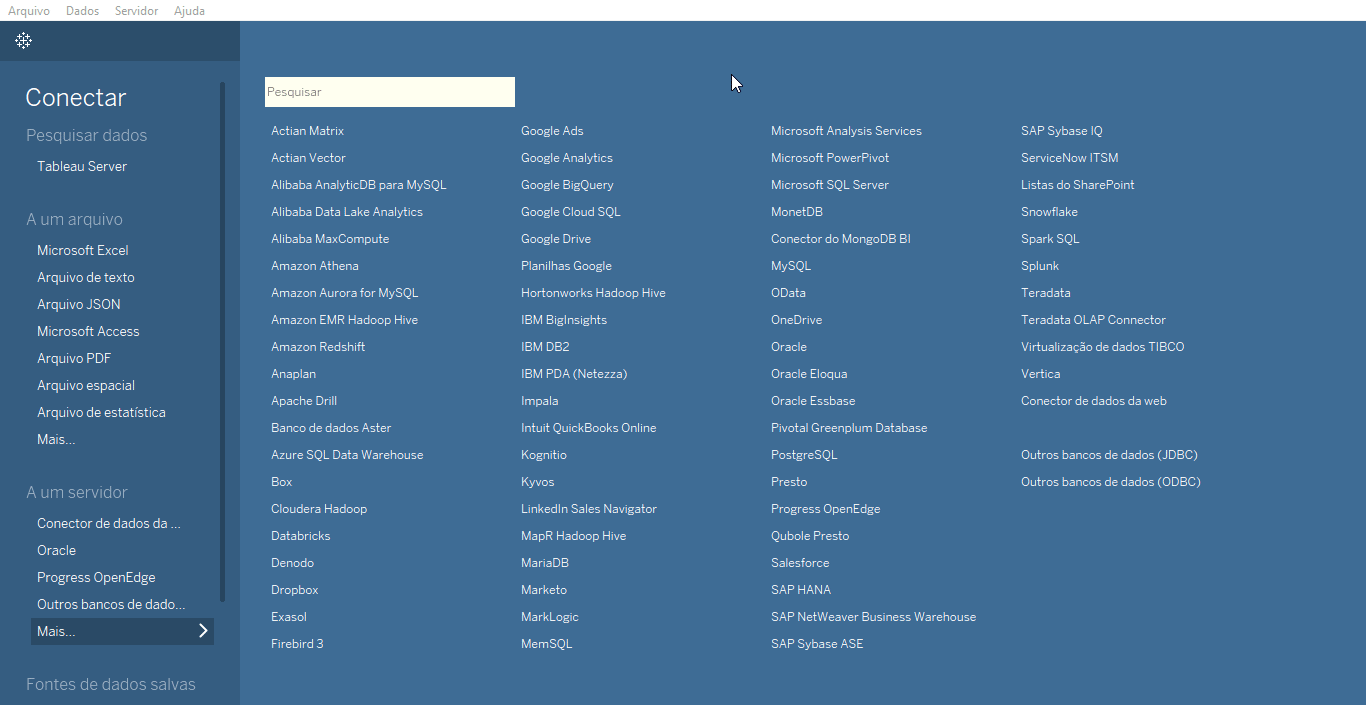 Arquivo Dados Servidor Ajuda
Conectar
Pesquisar dados
Tableau Server
A um arquivo
Microsoft Excel
Arquivo de texto
Arquivo JSON
Microsoft Access
Arquivo PDF
Arquivo espacial
Arquivo de estatística
Mais...
A um servidor
Conector de dados da ...
Oracle
Progress OpenEdge
Outros bancos de dado...
Mais...
Fontes de dados salvas
Pesquisar
Actian Matrix
Actian Vector
Alibaba AnalyticDB para MySQL
Alibaba Data Lake Analytics
Alibaba MaxCompute
Amazon Athena
Amazon Aurora for MySQL
Amazon EMR Hadoop Hive
Amazon Redshift
Anaplan
Apache Drill
Banco de dados Aster
Azure SQL Data Warehouse
Box
Cloudera Hadoop
Databricks
Denodo
Dropbox
Exasol
Firebird 3
Google Ads
Google Analytics
Google BigQuery
Google Cloud SQL
Google Drive
Planilhas Google
Hortonworks Hadoop Hive
IBM BigInsights
IBM DB2
IBM PDA (Netezza)
Impala
Intuit QuickBooks Online
Kognitio
Kyvos
LinkedIn Sales Navigator
MapR Hadoop Hive
MariaDB
Marketo
MarkLogic
MemSQL
Microsoft Analysis Services
Microsoft PowerPivot
Microsoft SQL Server
MonetDB
Conector do MongoDB BI
MySQL
OData
OneDrive
Oracle
Oracle Eloqua
Oracle Essbase
Pivotal Greenplum Database
PostgreSQL
Presto
Progress OpenEdge
Qubole Presto
Salesforce
SAP HANA
SAP NetWeaver Business Warehouse
SAP Sybase ASE
SAP Sybase IQ
ServiceNow ITSM
Listas do SharePoint
Snowflake
Spark SQL
Splunk
Teradata
Teradata OLAP Connector
Virtualização de dados TIBCO
Vertica
Conector de dados da web
Outros bancos de dados (JDBC)
Outros bancos de dados (ODBC)